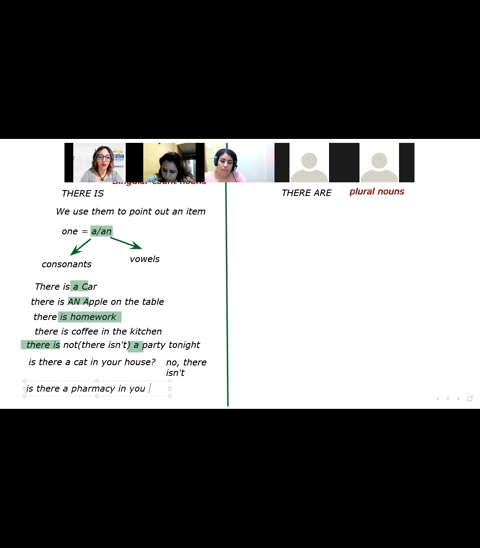 THERE IS
We use them to point out an item
one = a/an
consonants
vowels
There is a Car
there is AN Apple on the table
there is homework
there is coffee in the kitchen
there is not(there isn't) a party tonight
is there a cat in your house?
no, there
isn't
is there a pharmacy in you
THERE ARE
plural nouns